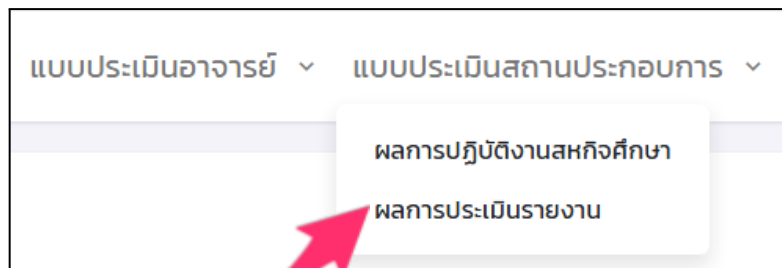 แบบประเมินอาจารย์ แบบประเมินสถานประกอบการ
ผลการปฏิบัติงานสหกิจศึกษา
ผลการประเมินรายงาน